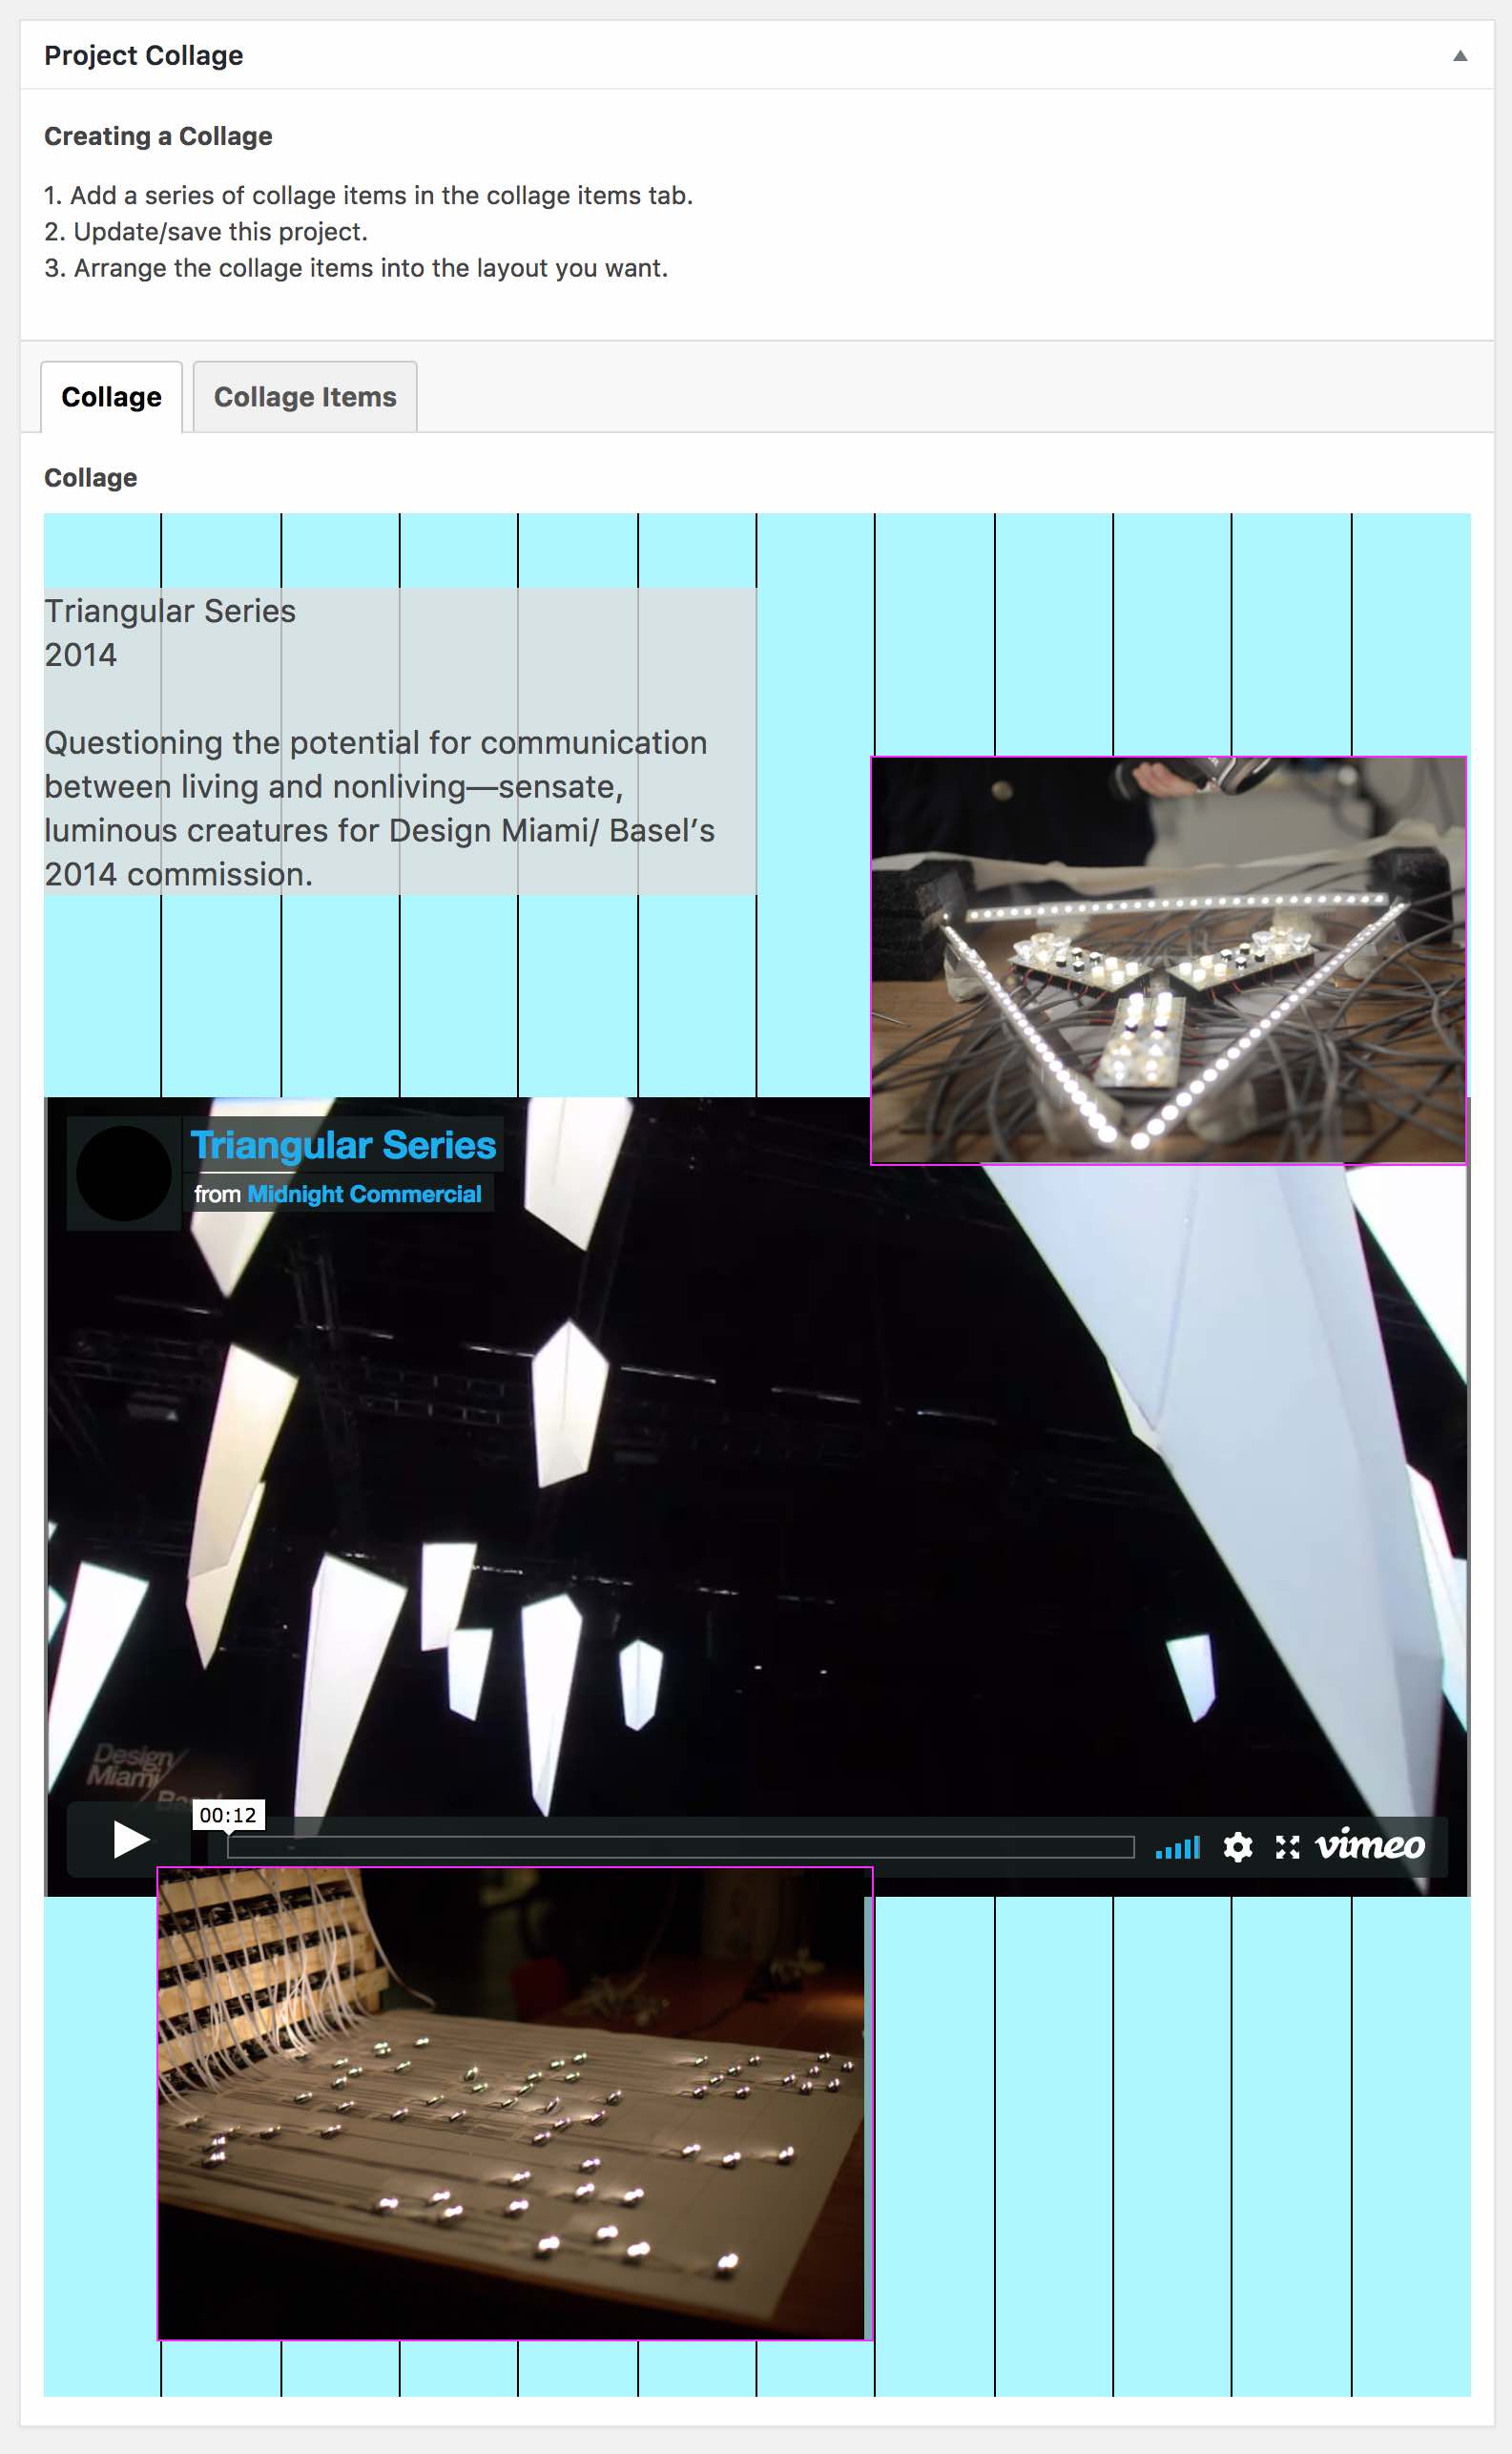 Project Collage
Creating a Collage
1. Add a series of collage items in the collage items tab.
2. Update/save this project.
3. Arrange the collage items into the layout you want.
Collage
Collage Items
Collage
Triangular Series
2014
Questioning the potential for communication
between living and nonliving—sensate,
luminous creatures for Design Miami/ Basel’s
2014 commission.
Triangular Series
from Midnight Commercial
Design
Miami/
Basel
00:12
vimeo